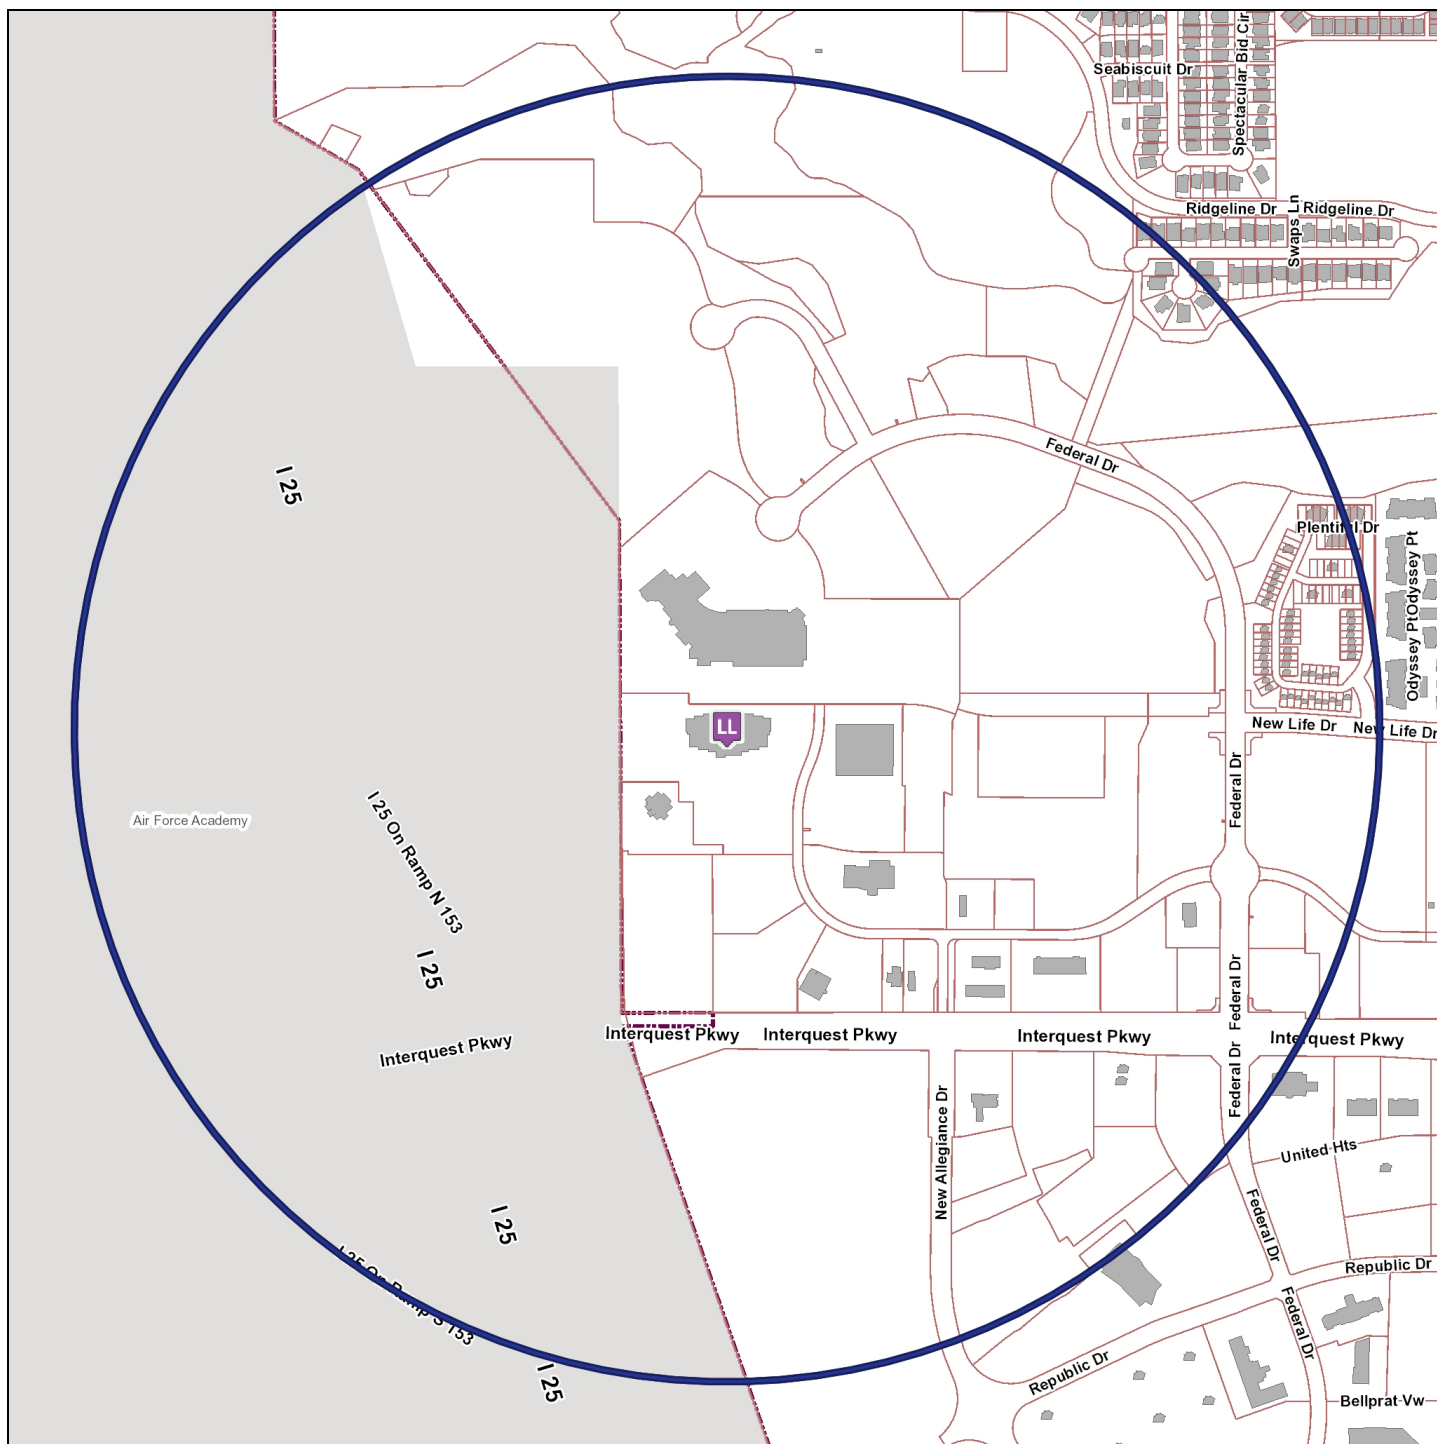 Seabiscuit Dr
Spectacular Bid Cir
Ridgeline Dr
Swaps Ln
Ridgeline Dr
Federal Dr
I 25
Plentiful Dr
Odyssey Pt
Odyssey Pt
LL
New Life Dr
New Life Dr
Federal Dr
Air Force Academy
I 25 On Ramp N 153
I 25
Federal Dr
Interquest Pkwy
Interquest Pkwy
Interquest Pkwy
Interquest Pkwy
Interquest Pkwy
Federal Dr
New Allegiance Dr
United Hts
Federal Dr
I 25
I 25 On Ramp S 153
Republic Dr
Federal Dr
Republic Dr
I 25
Bellprat Vw